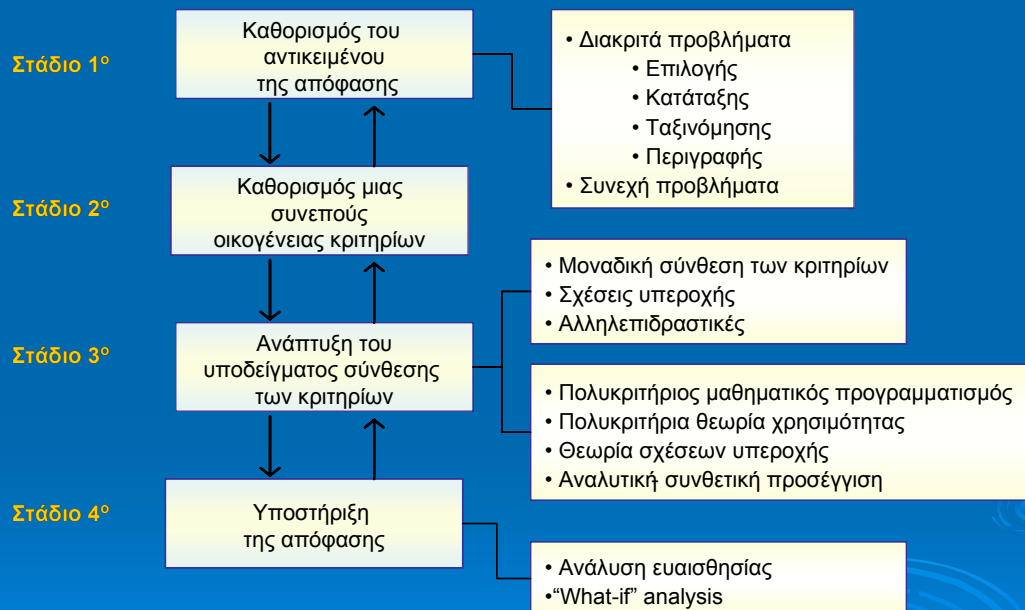 Στάδιο 1ο
Καθορισμός του
αντικειμένου
της απόφασης
• Διακριτά προβλήματα
• Επιλογής
• Κατάταξης
• Ταξινόμησης
• Περιγραφής
• Συνεχή προβλήματα
Στάδιο 2ο
Καθορισμός μιας
συνεπούς
οικογένειας κριτηρίων
Στάδιο 3ο
Ανάπτυξη του
υποδείγματος σύνθεσης
των κριτηρίων
• Μοναδική σύνθεση των κριτηρίων
• Σχέσεις υπεροχής
• Αλληλεπιδραστικές
• Πολυκριτήριος μαθηματικός προγραμματισμός
• Πολυκριτήρια θεωρία χρησιμότητας
• Θεωρία σχέσεων υπεροχής
• Αναλυτική- συνθετική προσέγγιση
Στάδιο 4ο
Υποστήριξη
της απόφασης
• Ανάλυση ευαισθησίας
•“What-if” analysis